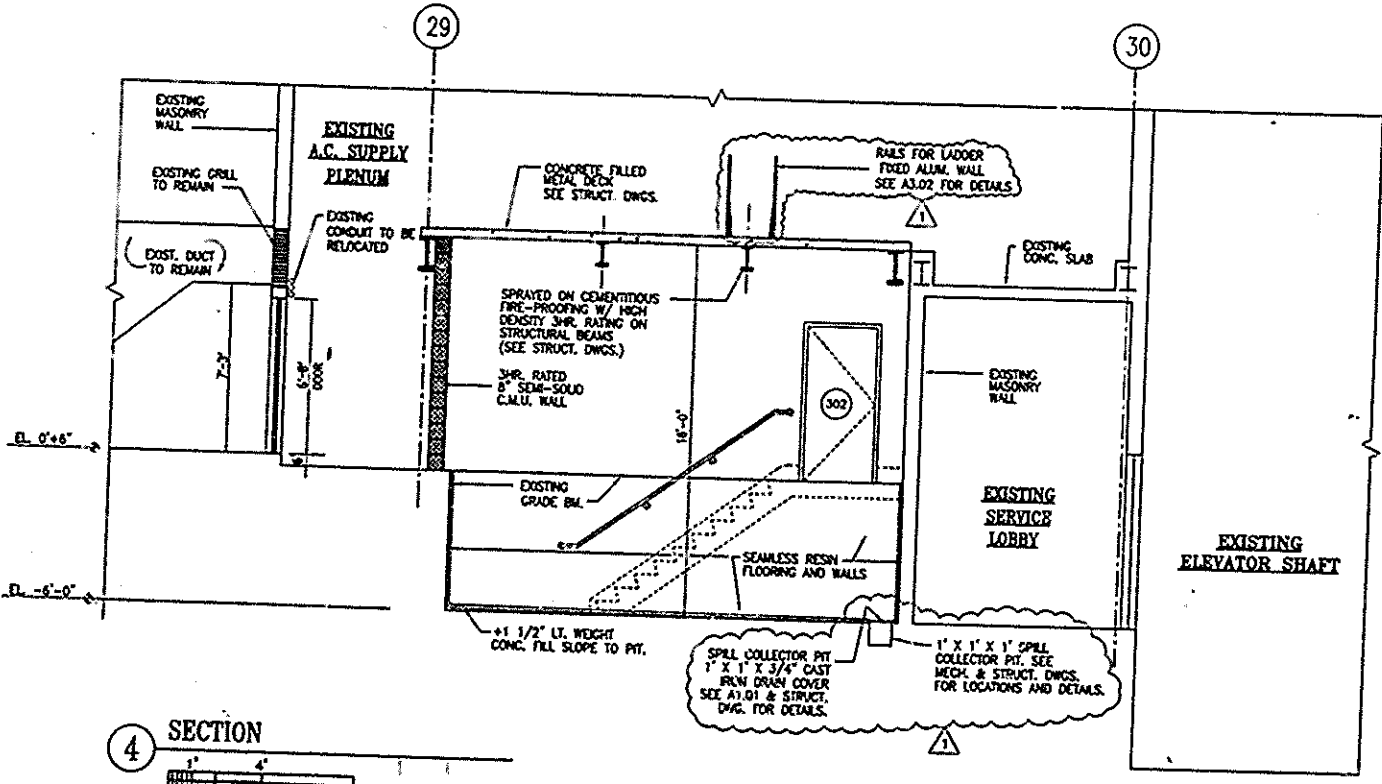 29
30
EXISTING
MASONRY
WALL
EXISTING GRILL
TO REMAIN
EXIST. DUCT
TO REMAIN
EXISTING
A.C. SUPPLY
PLENUM
EXISTING
CONDUIT TO BE
RELOCATED
CONCRETE FILLED
METAL DECK
SEE STRUCT. DWGS.
RAILS FOR LADDER
FIXED ALUM. WALL
SEE A3.02 FOR DETAILS
1
EXISTING
CONC. SLAB
SPRAYED ON CEMENTITIOUS
FIRE-PROOFING W/ HIGH
DENSITY 3HR. RATING ON
STRUCTURAL BEAMS
(SEE STRUCT. DWGS.)
3HR. RATED
8" SEMI-SOLID
C.M.U. WALL
7'-3"
6'-8"
DOOR
6"
16'-0"
302
EXISTING
MASONRY
WALL
EL. 0'+6"
EXISTING
GRADE BM.
EXISTING
SERVICE
LOBBY
EXISTING
ELEVATOR SHAFT
SEAMLESS RESIN
FLOORING AND WALLS
EL. -6'-0"
+1 1/2" LT. WEIGHT
CONC. FILL SLOPE TO PIT.
SPILL COLLECTOR PIT
1' X 1' X 3/4" CAST
IRON DRAIN COVER
SEE A1.01 & STRUCT.
DWG. FOR DETAILS.
1' X 1' X 1' SPILL
COLLECTOR PIT. SEE
MECH. & STRUCT. DWGS.
FOR LOCATIONS AND DETAILS.
1
4
SECTION
1'
4'